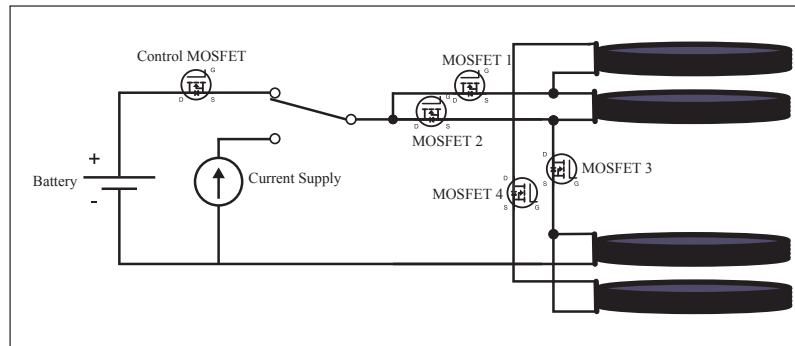 Control MOSFET
G
D S
MOSFET 1
G
D S
G
D S
MOSFET 2
+
Battery
-
Current Supply
D
S G
MOSFET 3
D
MOSFET 4
S G